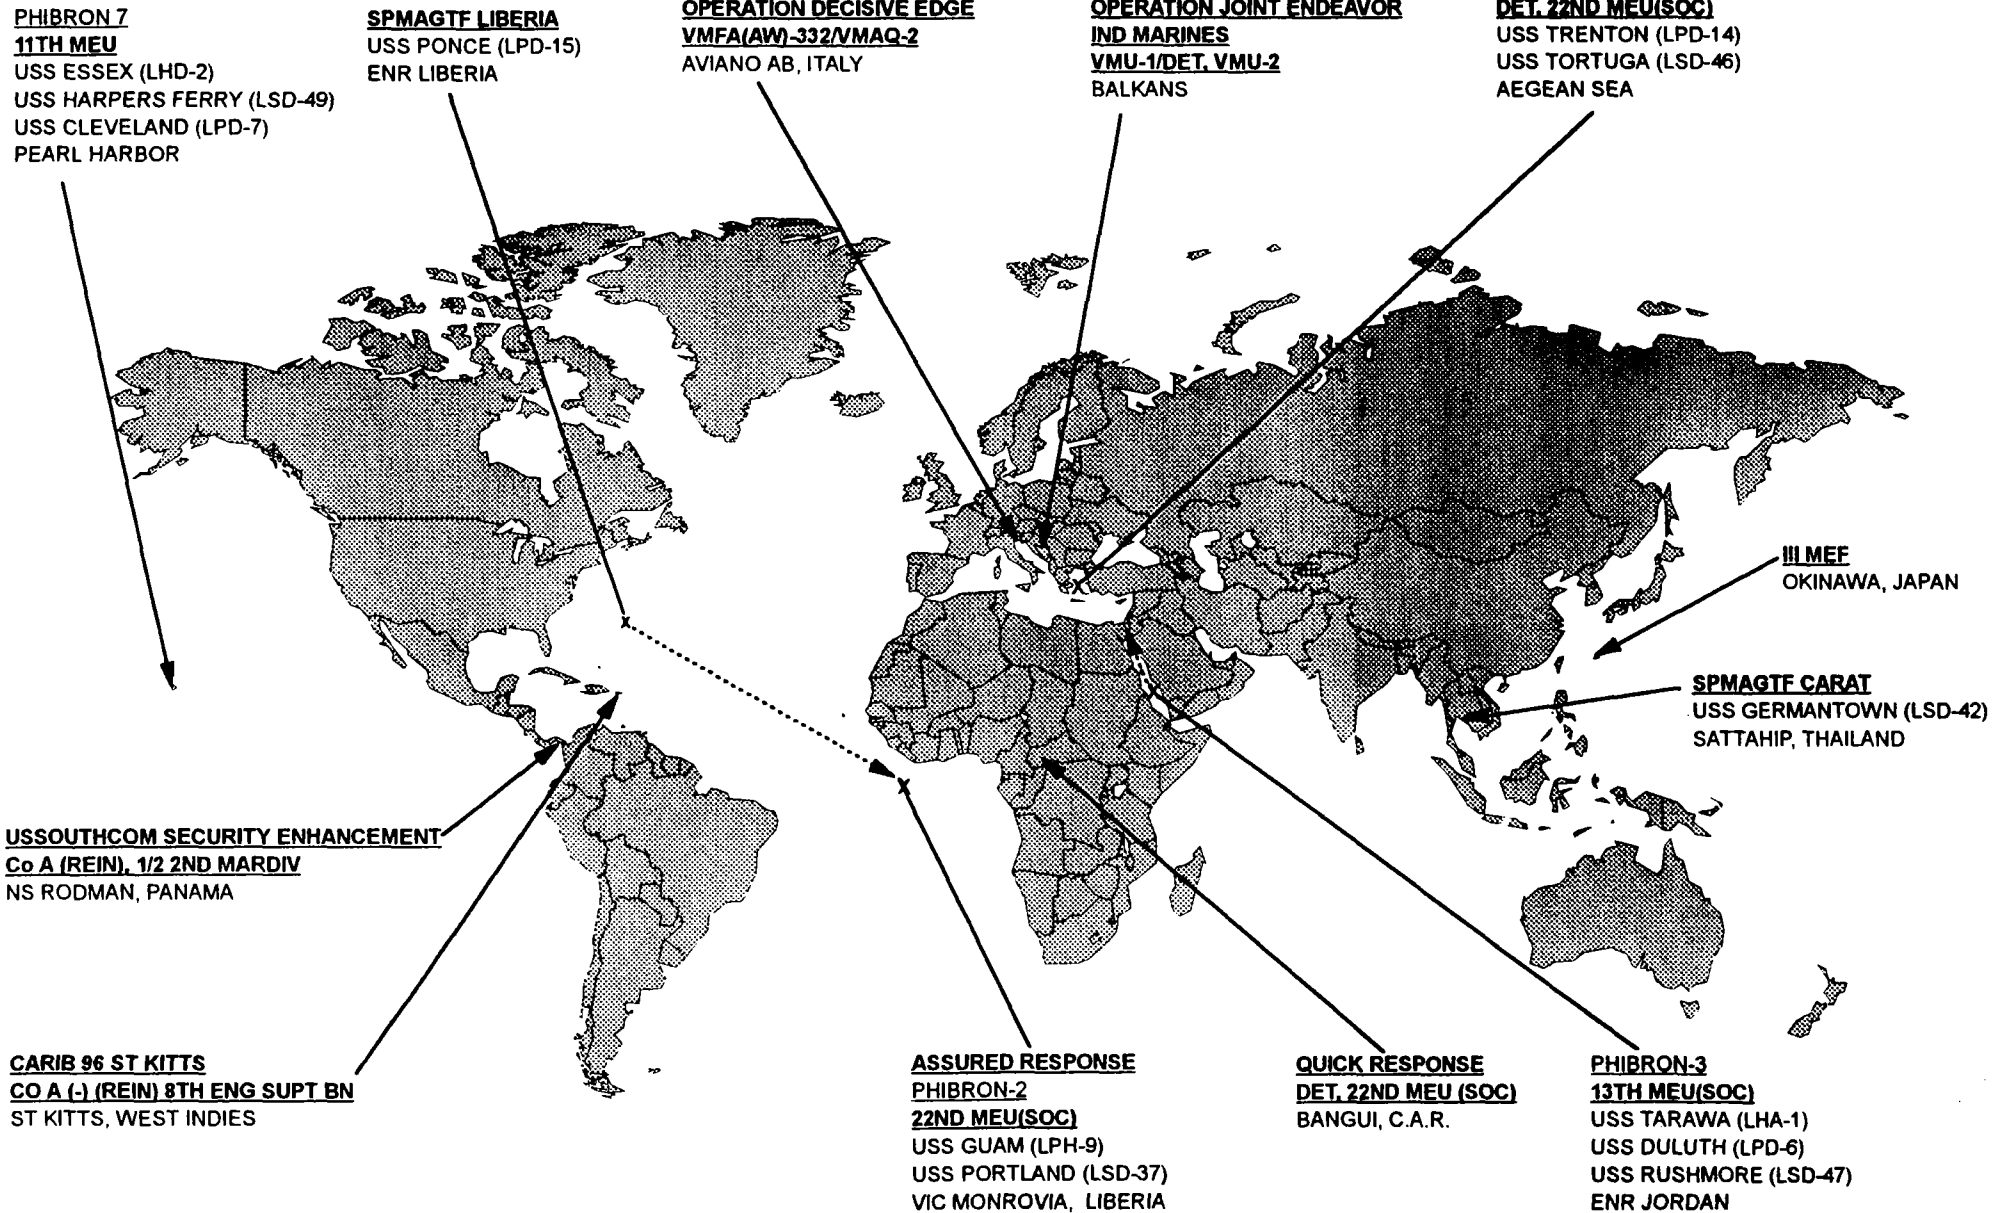 PHIBRON 7
11TH MEU
USS ESSEX (LHD-2)
USS HARPERS FERRY (LSD-49)
USS CLEVELAND (LPD-7)
PEARL HARBOR
SPMAGTF LIBERIA
USS PONCE (LPD-15)
ENR LIBERIA
OPERATION DECISIVE EDGE
VMFA(AW)-332/VMAQ-2
AVIANO AB, ITALY
OPERATION JOINT ENDEAVOR
IND MARINES
VMU-1/DET, VMU-2
BALKANS
DET, 22ND MEU(SOC)
USS TRENTON (LPD-14)
USS TORTUGA (LSD-46)
AEGEAN SEA
III MEF
OKINAWA, JAPAN
SPMAGTF CARAT
USS GERMANTOWN (LSD-42)
SATTAHIP, THAILAND
USSOUTHCOM SECURITY ENHANCEMENT
Co A (REIN), 1/2 2ND MARDIV
NS RODMAN, PANAMA
CARIB 96 ST KITTS
CO A (-) (REIN) 8TH ENG SUPT BN
ST KITTS, WEST INDIES
ASSURED RESPONSE
PHIBRON-2
22ND MEU(SOC)
USS GUAM (LPH-9)
USS PORTLAND (LSD-37)
VIC MONROVIA, LIBERIA
QUICK RESPONSE
DET, 22ND MEU (SOC)
BANGUI, C.A.R.
PHIBRON-3
13TH MEU(SOC)
USS TARAWA (LHA-1)
USS DULUTH (LPD-6)
USS RUSHMORE (LSD-47)
ENR JORDAN